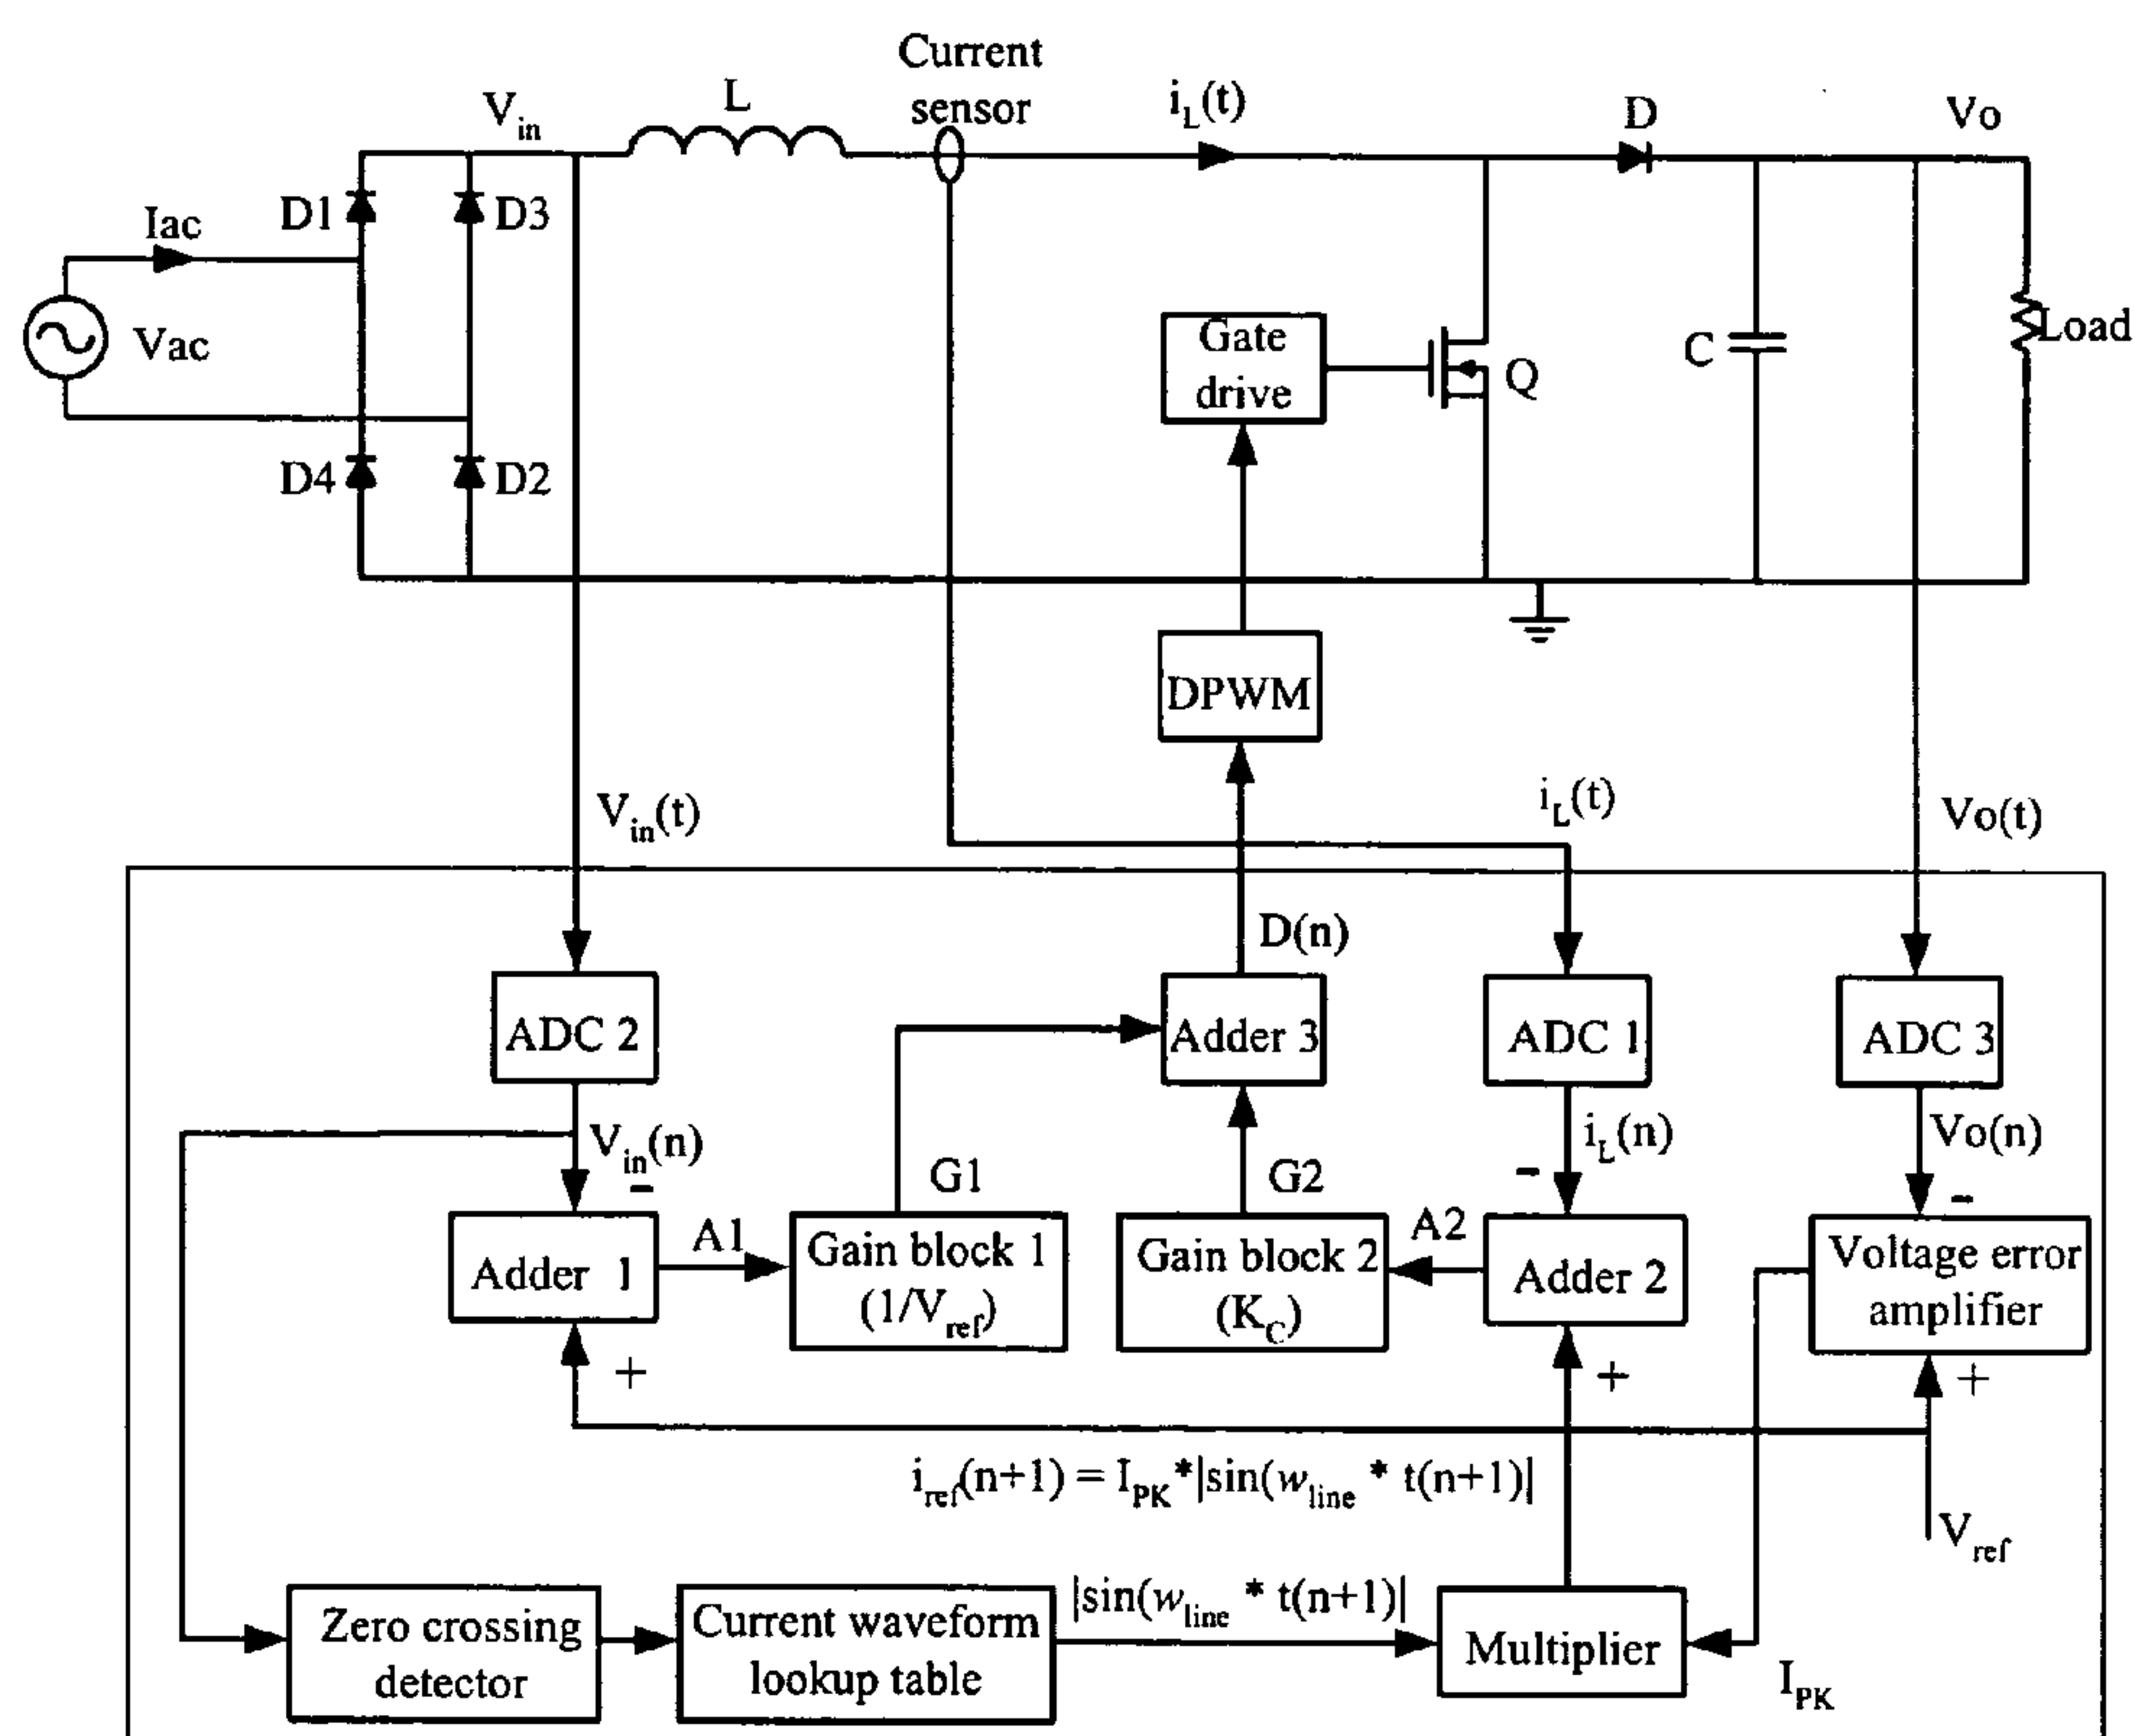 Current
sensor
V_in
L
i_L(t)
D
Vo
D1
D3
Iac
Vac
Gate
drive
Q
C
Load
D4
D2
DPWM
V_in(t)
i_L(t)
Vo(t)
D(n)
ADC 2
Adder 3
ADC 1
ADC 3
V_in(n)
i_L(n)
Vo(n)
-
G1
G2
-
-
Adder 1
A1
Gain block 1
(1/V_ref)
Gain block 2
(K_C)
A2
Adder 2
Voltage error
amplifier
+
+
+
i_ref(n+1) = I_PK*|sin(w_line * t(n+1)|
V_ref
Zero crossing
detector
Current waveform
lookup table
|sin(w_line * t(n+1)|
Multiplier
I_PK